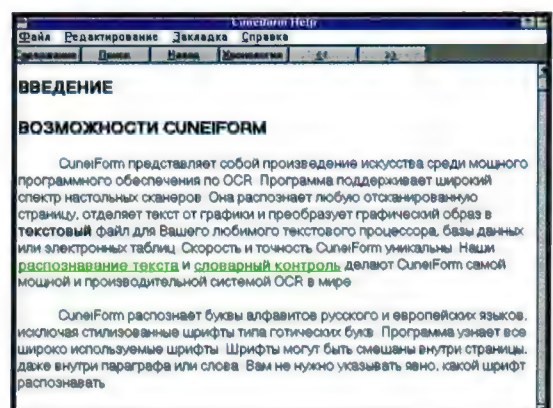 CuneiForm Help
Файл Редактирование Закладка Справка
Поиск Назад Хронология << >>
ВВЕДЕНИЕ
ВОЗМОЖНОСТИ CUNEIFORM
CuneiForm представляет собой произведение искусства среди мощного
программного обеспечения по OCR. Программа поддерживает широкий
спектр настольных сканеров. Она распознает любую отсканированную
страницу, отделяет текст от графики и преобразует графический образ в
текстовый файл для Вашего любимого текстового процессора, базы данных
или электронных таблиц. Скорость и точность CuneiForm уникальны. Наши
распознавание текста и словарный контроль делают CuneiForm самой
мощной и производительной системой OCR в мире.
CuneiForm распознает буквы алфавитов русского и европейских языков,
исключая стилизованные шрифты типа готических букв. Программа узнает все
широко используемые шрифты. Шрифты могут быть смешаны внутри страницы,
даже внутри параграфа или слова. Вам не нужно указывать явно, какой шрифт
распознавать.